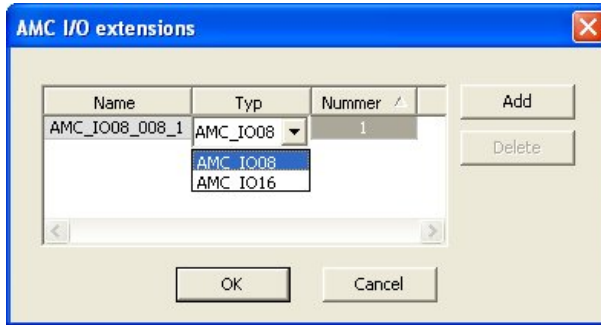 AMC I/O extensions
Name Typ Nummer
AMC_IO08_008_1 AMC_IO08 1
AMC_IO08
AMC_IO16
Add
Delete
OK Cancel